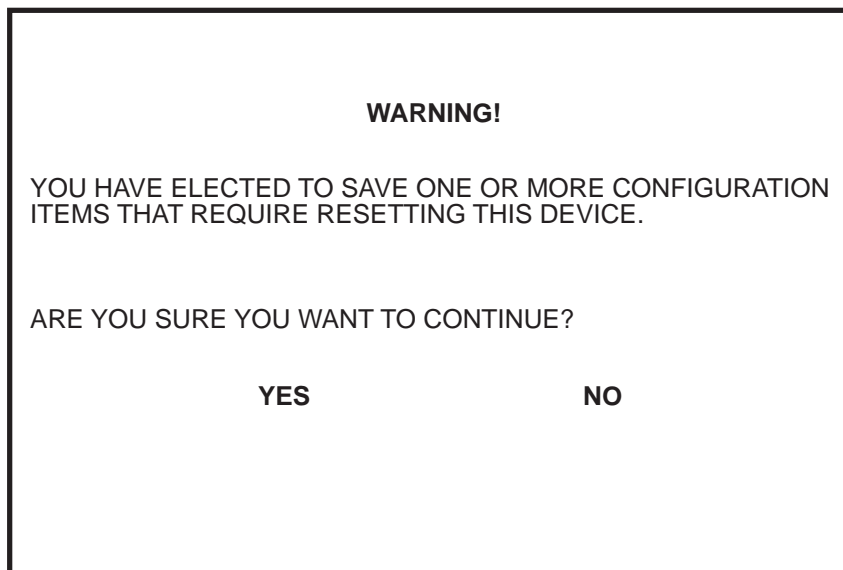 WARNING!
YOU HAVE ELECTED TO SAVE ONE OR MORE CONFIGURATION
ITEMS THAT REQUIRE RESETTING THIS DEVICE.
ARE YOU SURE YOU WANT TO CONTINUE?
YES NO